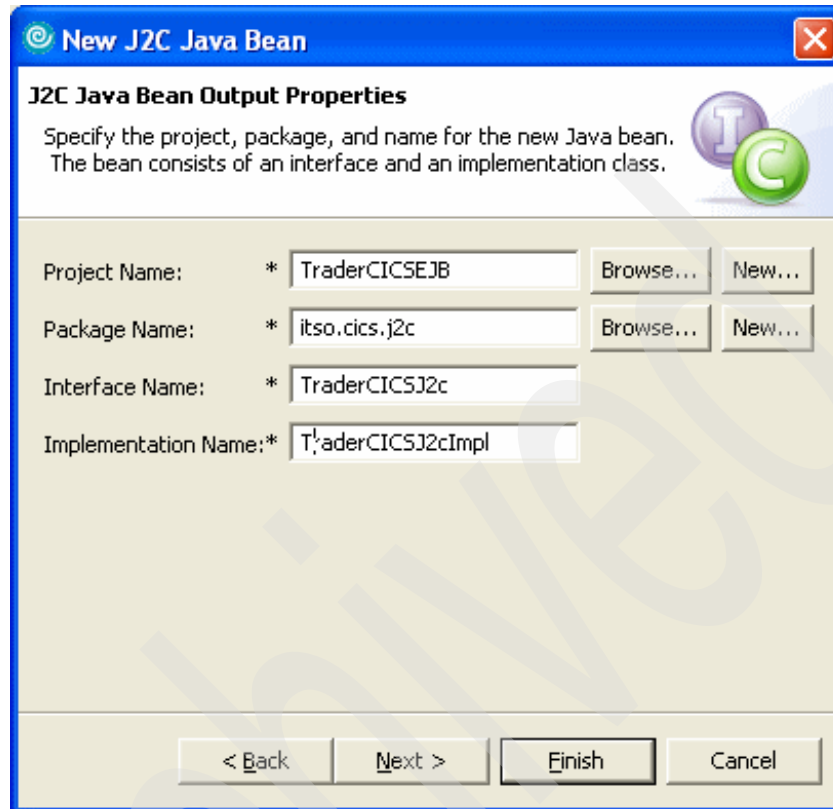 New J2C Java Bean
J2C Java Bean Output Properties
Specify the project, package, and name for the new Java bean.
The bean consists of an interface and an implementation class.
I
C
Project Name: * TraderCICSEJB Browse... New...
Package Name: * itso.cics.j2c Browse... New...
Interface Name: * TraderCICSJ2c
Implementation Name:* TraderCICSJ2cImpl
< Back Next > Finish Cancel